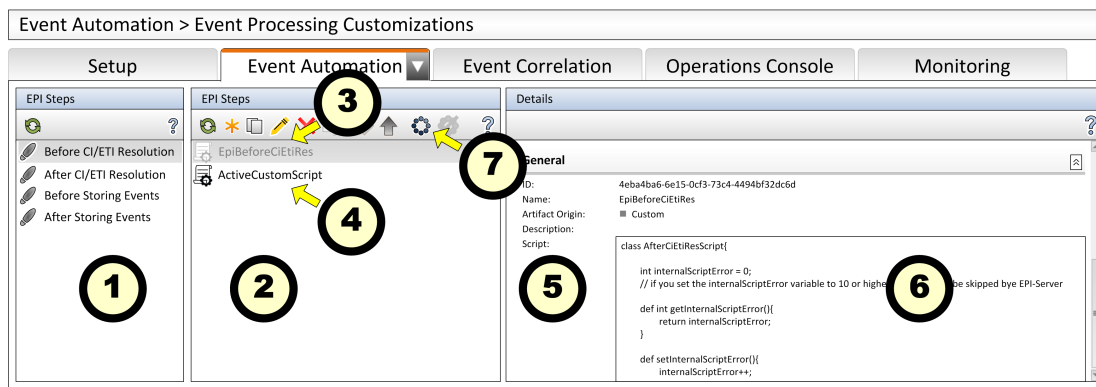 Event Automation > Event Processing Customizations
Setup
Event Automation
Event Correlation
Operations Console
Monitoring
EPI Steps
?
Before CI/ETI Resolution
After CI/ETI Resolution
Before Storing Events
After Storing Events
1
EPI Steps
?
EpiBeforeCiEtiRes
ActiveCustomScript
3
4
2
7
Details
?
General
ID: 4eba4ba6-6e15-0cf3-73c4-4494bf32dc6d
Name: EpiBeforeCiEtiRes
Artifact Origin: Custom
Description:
Script:
5
class AfterCiEtiResScript{
int internalScriptError = 0;
// if you set the internalScriptError variable to 10 or highe be skipped bye EPI-Server
def int getInternalScriptError(){
return internalScriptError;
}
def setInternalScriptError(){
internalScriptError++;
6